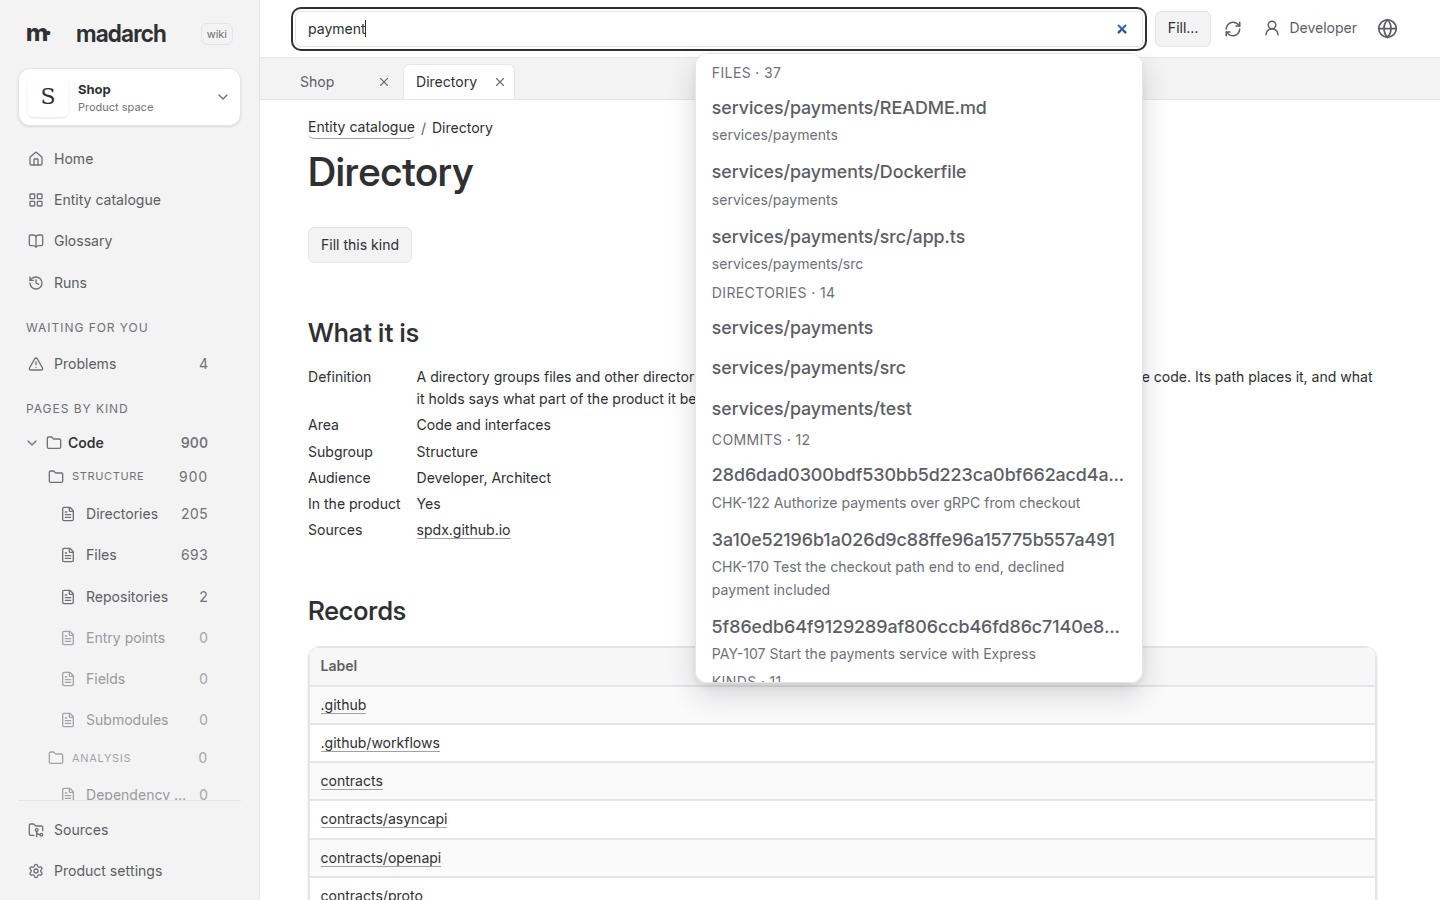 m·
madarch
wiki
S
Shop
Product space
Home
Entity catalogue
Glossary
Runs
WAITING FOR YOU
Problems 4
PAGES BY KIND
Code 900
STRUCTURE 900
Directories 205
Files 693
Repositories 2
Entry points 0
Fields 0
Submodules 0
ANALYSIS 0
Dependency ... 0
Sources
Product settings
payment
Fill...
Developer
Shop
Directory
Entity catalogue / Directory
Directory
Fill this kind
What it is
Definition A directory groups files and other director
e code. Its path places it, and what
it holds says what part of the product it be
Area Code and interfaces
Subgroup Structure
Audience Developer, Architect
In the product Yes
Sources spdx.github.io
Records
Label
.github
.github/workflows
contracts
contracts/asyncapi
contracts/openapi
contracts/proto
FILES · 37
services/payments/README.md
services/payments
services/payments/Dockerfile
services/payments
services/payments/src/app.ts
services/payments/src
DIRECTORIES · 14
services/payments
services/payments/src
services/payments/test
COMMITS · 12
28d6dad0300bdf530bb5d223ca0bf662acd4a...
CHK-122 Authorize payments over gRPC from checkout
3a10e52196b1a026d9c88ffe96a15775b557a491
CHK-170 Test the checkout path end to end, declined
payment included
5f86edb64f9129289af806ccb46fd86c7140e8...
PAY-107 Start the payments service with Express
KINDS · 11